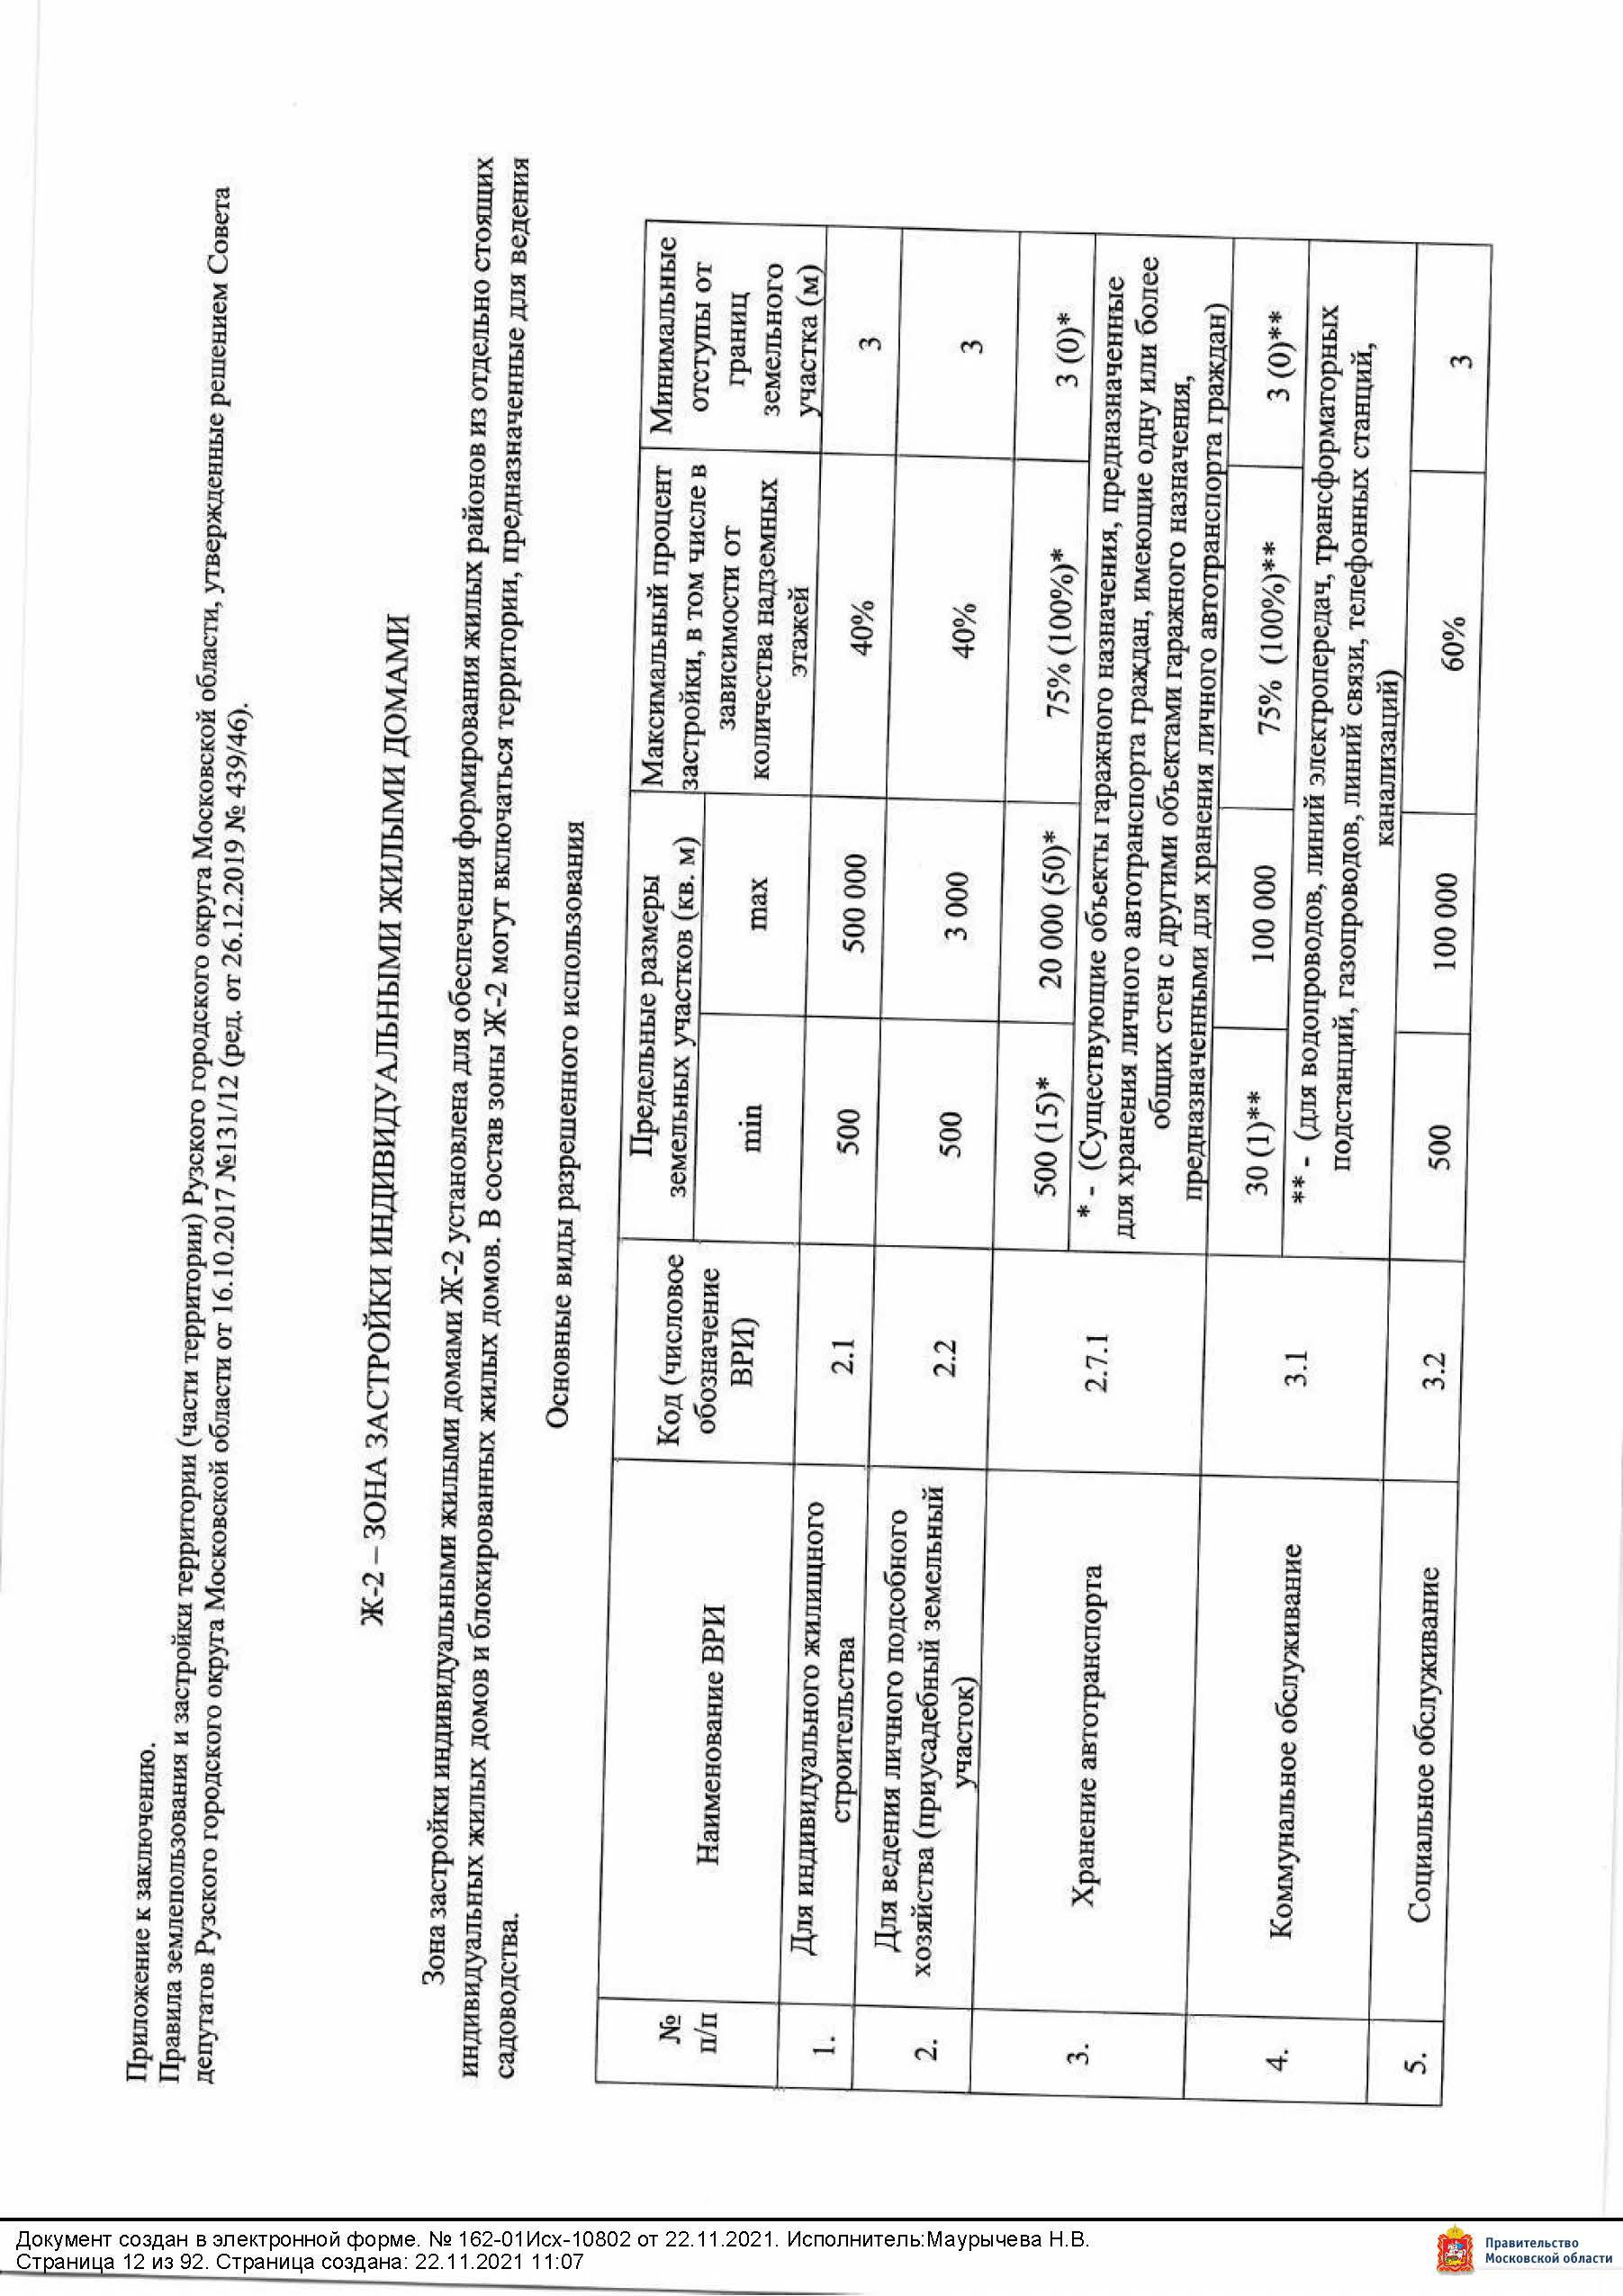 Приложение к заключению.
Правила землепользования и застройки территории (части территории) Рузского городского округа Московской области, утвержденные решением Совета
депутатов Рузского городского округа Московской области от 16.10.2017 №131/12 (ред. от 26.12.2019 № 439/46).
Ж-2 – ЗОНА ЗАСТРОЙКИ ИНДИВИДУАЛЬНЫМИ ЖИЛЫМИ ДОМАМИ
Зона застройки индивидуальными жилыми домами Ж-2 установлена для обеспечения формирования жилых районов из отдельно стоящих
индивидуальных жилых домов и блокированных жилых домов. В состав зоны Ж-2 могут включаться территории, предназначенные для ведения
садоводства.
Основные виды разрешенного использования
№
п/п
Наименование ВРИ
Код (числовое
обозначение
ВРИ)
Предельные размеры
земельных участков (кв. м)
min
max
Максимальный процент
застройки, в том числе в
зависимости от
количества надземных
этажей
Минимальные
отступы от
границ
земельного
участка (м)
1.
Для индивидуального жилищного
строительства
2.1
500
500 000
40%
3
2.
Для ведения личного подсобного
хозяйства (приусадебный земельный
участок)
2.2
500
3 000
40%
3
3.
Хранение автотранспорта
2.7.1
500 (15)*
20 000 (50)*
75% (100%)*
3 (0)*
* - (Существующие объекты гаражного назначения, предназначенные
для хранения личного автотранспорта граждан, имеющие одну или более
общих стен с другими объектами гаражного назначения,
предназначенными для хранения личного автотранспорта граждан)
4.
Коммунальное обслуживание
3.1
30 (1)**
100 000
75% (100%)**
3 (0)**
** - (для водопроводов, линий электропередач, трансформаторных
подстанций, газопроводов, линий связи, телефонных станций,
канализаций)
5.
Социальное обслуживание
3.2
500
100 000
60%
3
Документ создан в электронной форме. № 162-01Исх-10802 от 22.11.2021. Исполнитель:Маурычева Н.В.
Страница 12 из 92. Страница создана: 22.11.2021 11:07
Правительство
Московской области